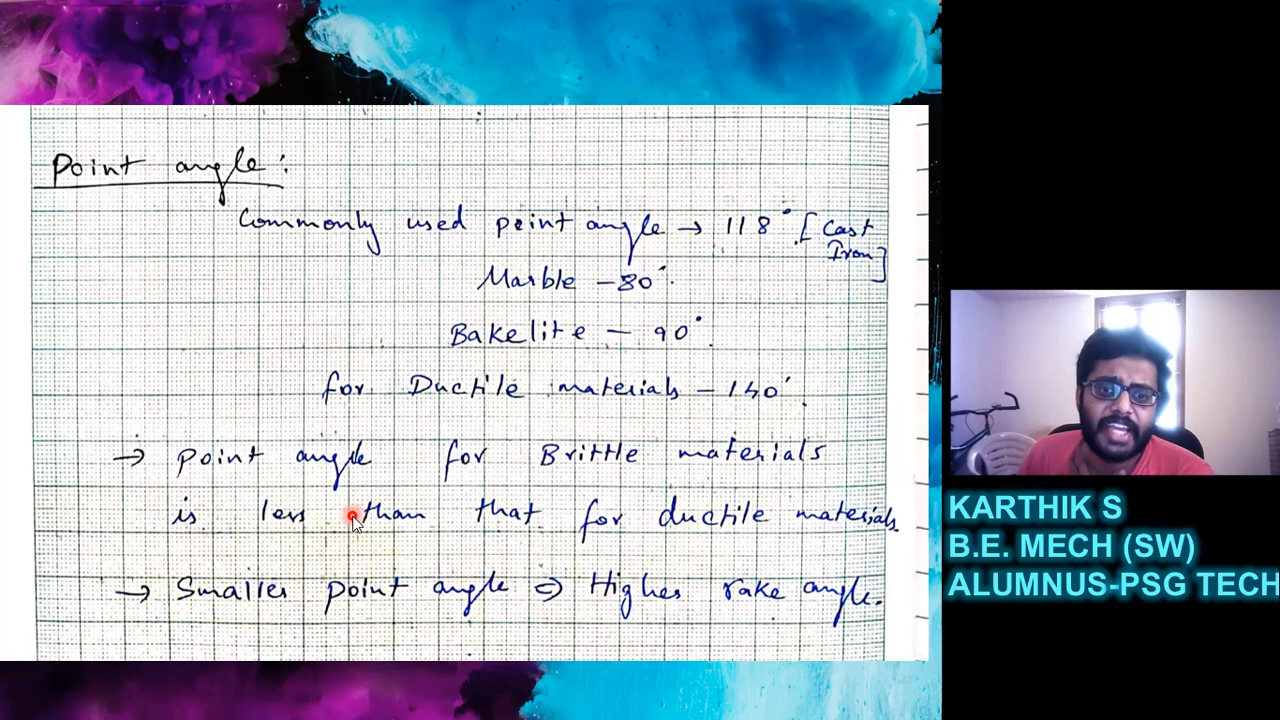 Point angle:
Commonly used point angle → 118° [Cast Iron]
Marble - 80°.
Bakelite - 90°.
for Ductile materials - 140°.
→ Point angle for Brittle materials
is less than that for ductile materials.
→ Smaller point angle ⇒ Higher rake angle.
KARTHIK S
B.E. MECH (SW)
ALUMNUS-PSG TECH